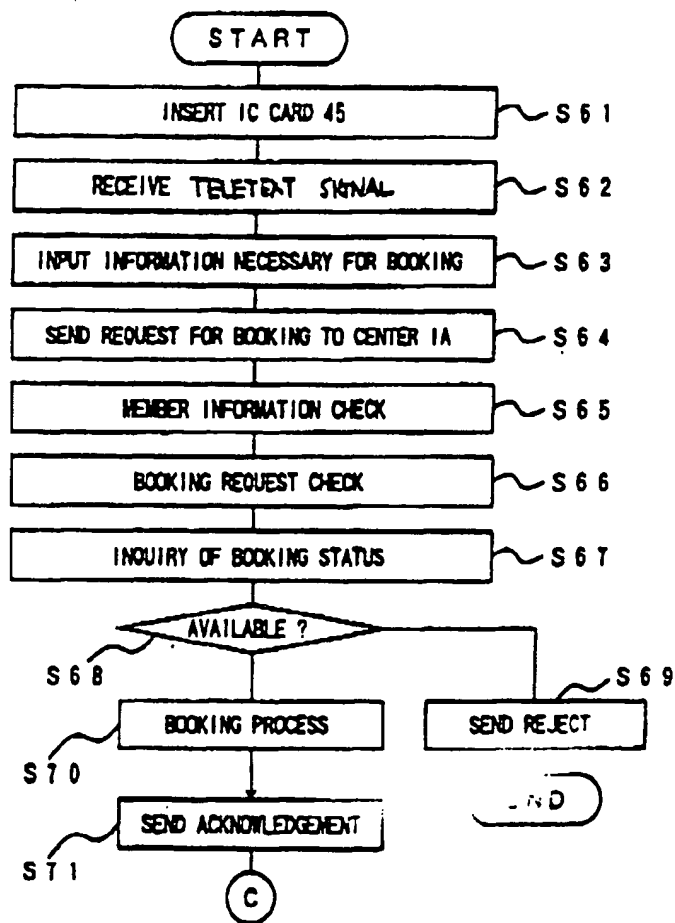 START
INSERT IC CARD 45
S61
RECEIVE TELETEXT SIGNAL
S62
INPUT INFORMATION NECESSARY FOR BOOKING
S63
SEND REQUEST FOR BOOKING TO CENTER 1A
S64
MEMBER INFORMATION CHECK
S65
BOOKING REQUEST CHECK
S66
INQUIRY OF BOOKING STATUS
S67
AVAILABLE ?
S68
S69
BOOKING PROCESS
SEND REJECT
S70
END
SEND ACKNOWLEDGEMENT
S71
C